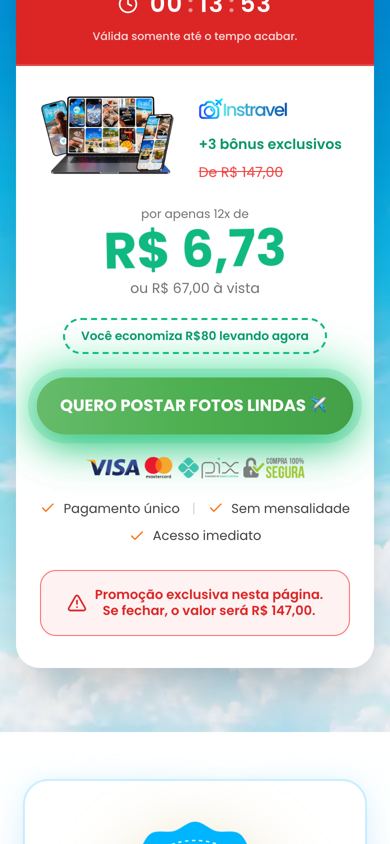 00:13:53
Válida somente até o tempo acabar.
Instravel
+3 bônus exclusivos
De R$ 147,00
por apenas 12x de
R$ 6,73
ou R$ 67,00 à vista
Você economiza R$80 levando agora
QUERO POSTAR FOTOS LINDAS ✈️
VISA mastercard pix COMPRA 100% SEGURA
Pagamento único | Sem mensalidade
Acesso imediato
Promoção exclusiva nesta página.
Se fechar, o valor será R$ 147,00.